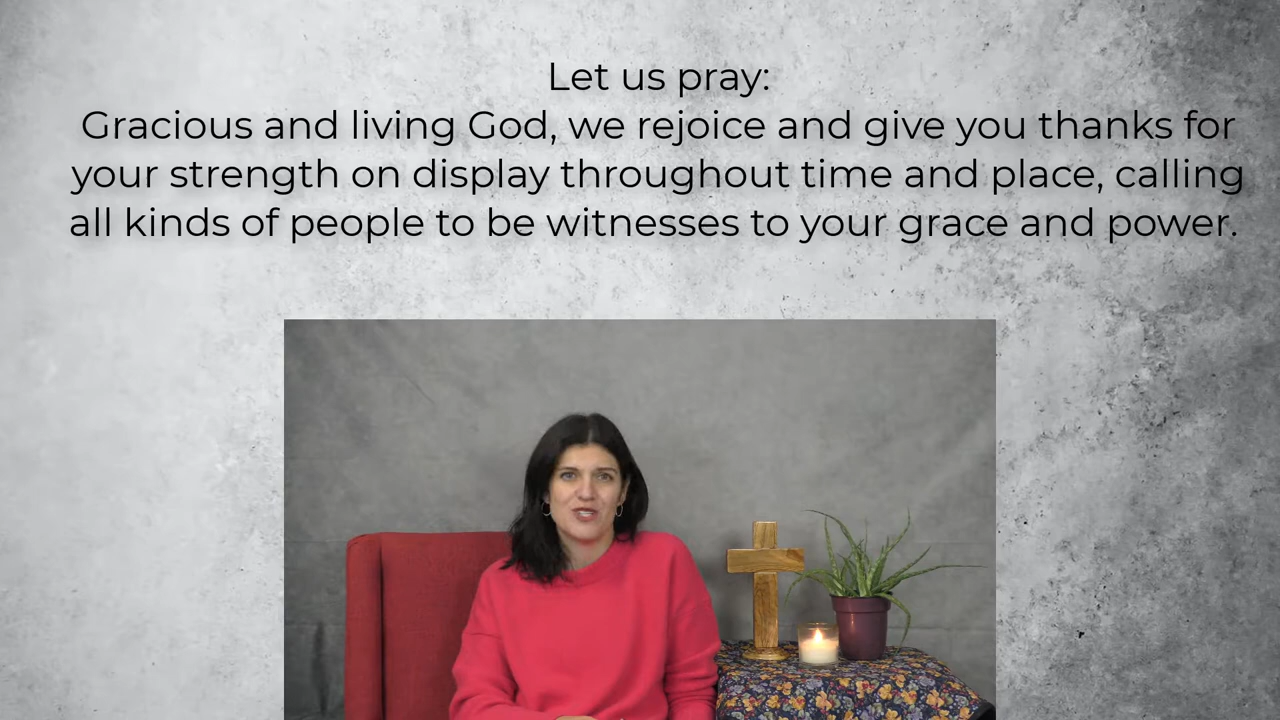 Let us pray:
Gracious and living God, we rejoice and give you thanks for
your strength on display throughout time and place, calling
all kinds of people to be witnesses to your grace and power.